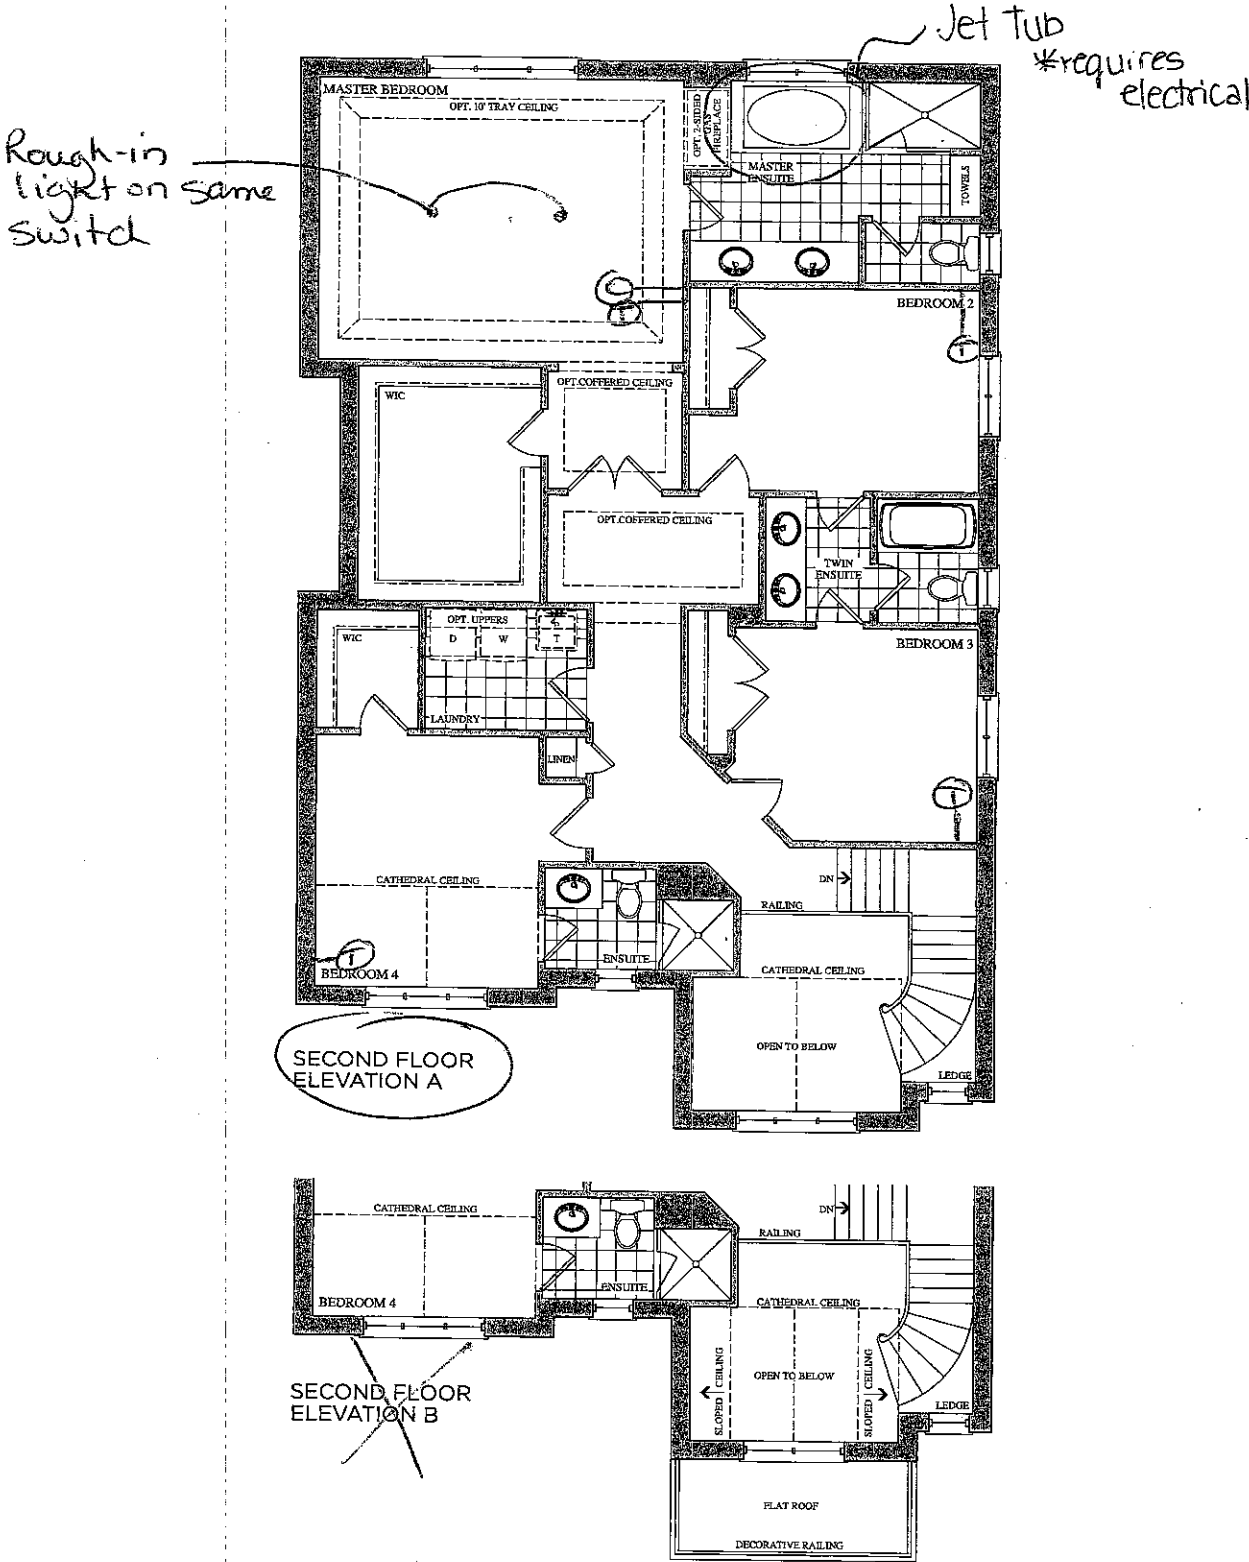 Jet Tub
*requires
electrical
MASTER BEDROOM
OPT. 10' TRAY CEILING
OPT. 2-SIDED
GAS
FIREPLACE
MASTER
ENSUITE
TOWELS
Rough-in
light on same
switch
T
BEDROOM 2
T
OPT.COFFERED CEILING
WIC
OPT.COFFERED CEILING
TWIN
ENSUITE
WIC
OPT. UPPERS
D
W
T
LAUNDRY
BEDROOM 3
LINEN
T
CATHEDRAL CEILING
DN
RAILING
T
BEDROOM 4
ENSUITE
CATHEDRAL CEILING
OPEN TO BELOW
LEDGE
SECOND FLOOR
ELEVATION A
CATHEDRAL CEILING
DN
RAILING
ENSUITE
BEDROOM 4
CATHEDRAL CEILING
SLOPED CEILING
OPEN TO BELOW
SLOPED CEILING
LEDGE
SECOND FLOOR
ELEVATION B
FLAT ROOF
DECORATIVE RAILING